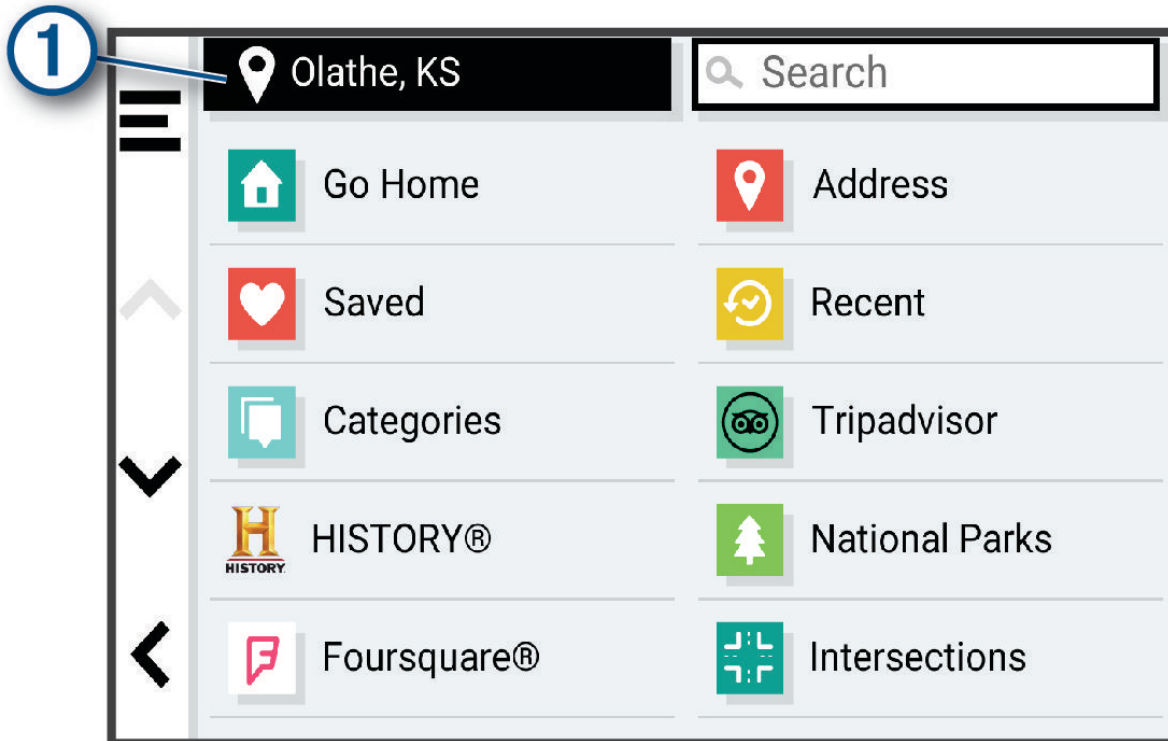 1
Olathe, KS
Search
Go Home
Address
Saved
Recent
Categories
Tripadvisor
H
HISTORY
HISTORY®
National Parks
Foursquare®
Intersections